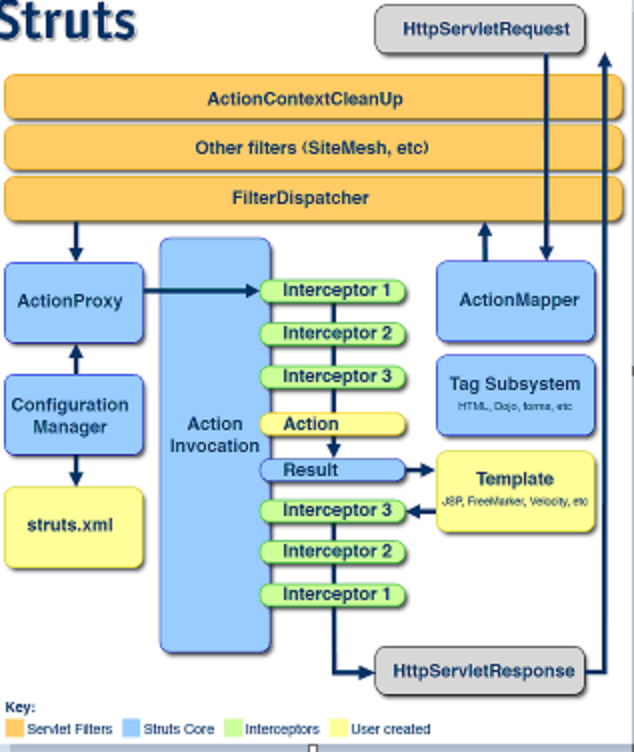 Struts
HttpServletRequest
ActionContextCleanUp
Other filters (SiteMesh, etc)
FilterDispatcher
ActionProxy
Interceptor 1
ActionMapper
Interceptor 2
Interceptor 3
Tag Subsystem
HTML, Dojo, forms, etc
Configuration
Manager
Action
Invocation
Action
Result
Template
JSP, FreeMarker, Velocity, etc
struts.xml
Interceptor 3
Interceptor 2
Interceptor 1
HttpServletResponse
Key:
Servlet Filters
Struts Core
Interceptors
User created